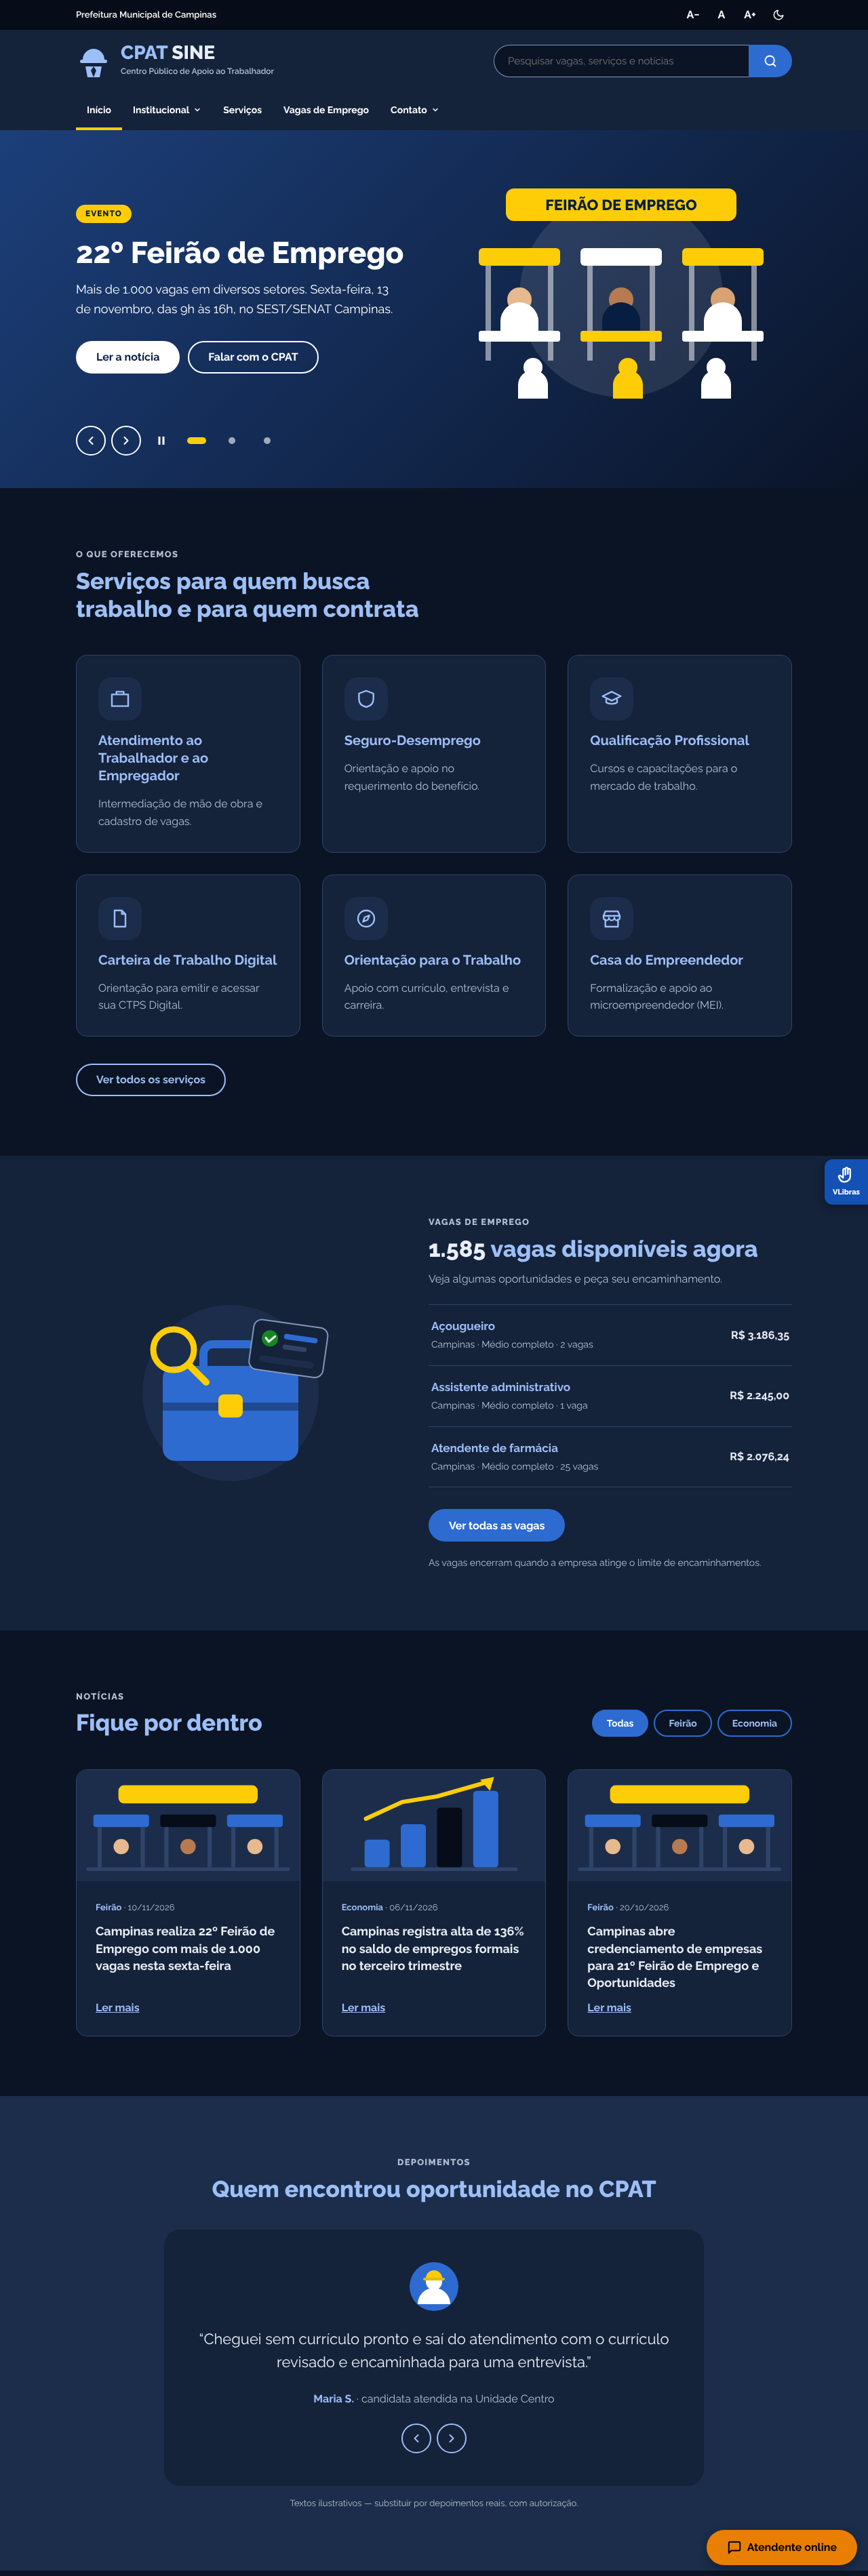 Prefeitura Municipal de Campinas
A− A A+
CPAT SINE
Centro Público de Apoio ao Trabalhador
Pesquisar vagas, serviços e notícias
Início Institucional Serviços Vagas de Emprego Contato
EVENTO
22º Feirão de Emprego
Mais de 1.000 vagas em diversos setores. Sexta-feira, 13
de novembro, das 9h às 16h, no SEST/SENAT Campinas.
Ler a notícia Falar com o CPAT
FEIRÃO DE EMPREGO
O QUE OFERECEMOS
Serviços para quem busca
trabalho e para quem contrata
Atendimento ao
Trabalhador e ao
Empregador
Intermediação de mão de obra e
cadastro de vagas.
Seguro-Desemprego
Orientação e apoio no
requerimento do benefício.
Qualificação Profissional
Cursos e capacitações para o
mercado de trabalho.
Carteira de Trabalho Digital
Orientação para emitir e acessar
sua CTPS Digital.
Orientação para o Trabalho
Apoio com currículo, entrevista e
carreira.
Casa do Empreendedor
Formalização e apoio ao
microempreendedor (MEI).
Ver todos os serviços
VLibras
VAGAS DE EMPREGO
1.585 vagas disponíveis agora
Veja algumas oportunidades e peça seu encaminhamento.
Açougueiro
Campinas · Médio completo · 2 vagas
R$ 3.186,35
Assistente administrativo
Campinas · Médio completo · 1 vaga
R$ 2.245,00
Atendente de farmácia
Campinas · Médio completo · 25 vagas
R$ 2.076,24
Ver todas as vagas
As vagas encerram quando a empresa atinge o limite de encaminhamentos.
NOTÍCIAS
Fique por dentro
Todas Feirão Economia
Feirão · 10/11/2026
Campinas realiza 22º Feirão de
Emprego com mais de 1.000
vagas nesta sexta-feira
Ler mais
Economia · 06/11/2026
Campinas registra alta de 136%
no saldo de empregos formais
no terceiro trimestre
Ler mais
Feirão · 20/10/2026
Campinas abre
credenciamento de empresas
para 21º Feirão de Emprego e
Oportunidades
Ler mais
DEPOIMENTOS
Quem encontrou oportunidade no CPAT
“Cheguei sem currículo pronto e saí do atendimento com o currículo
revisado e encaminhada para uma entrevista.”
Maria S. · candidata atendida na Unidade Centro
Textos ilustrativos — substituir por depoimentos reais, com autorização.
Atendente online